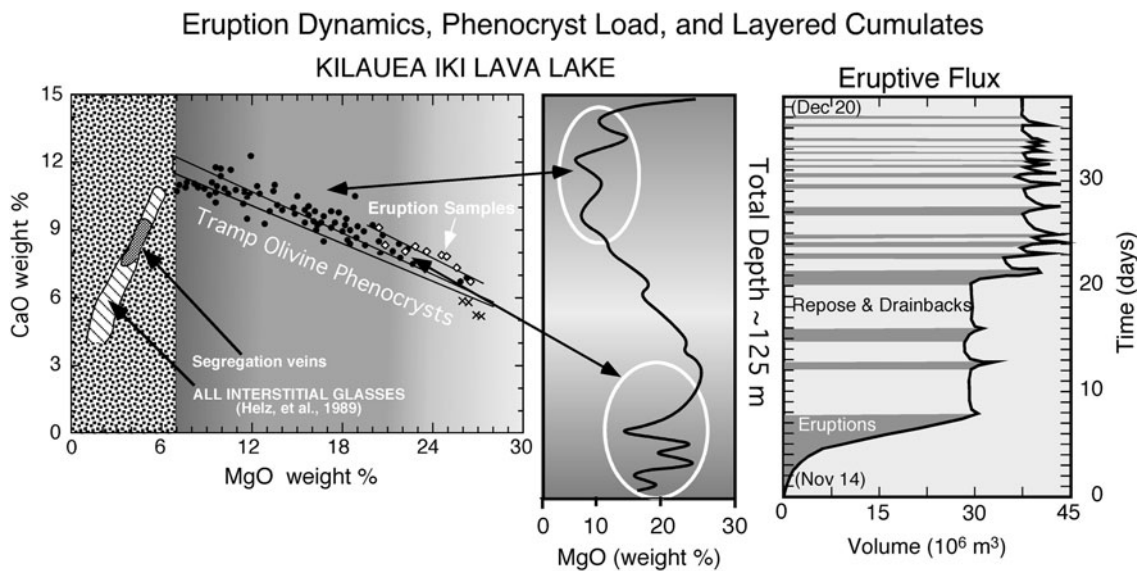 Eruption Dynamics, Phenocryst Load, and Layered Cumulates
KILAUEA IKI LAVA LAKE
15
12
9
6
3
0
CaO weight %
0
6
12
18
24
30
MgO weight %
Eruption Samples
Tramp Olivine Phenocrysts
Segregation veins
ALL INTERSTITIAL GLASSES
(Helz, et al., 1989)
0
10
20
30
MgO (weight %)
Total Depth ~ 125 m
Eruptive Flux
(Dec 20)
Repose & Drainbacks
Eruptions
(Nov 14)
30
20
10
0
Time (days)
0
15
30
45
Volume (10⁶ m³)